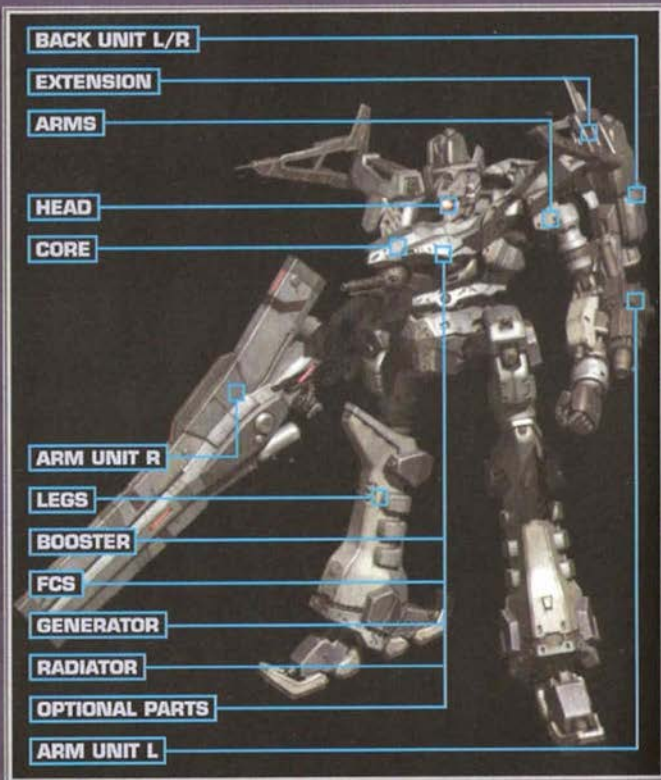 BACK UNIT L/R
EXTENSION
ARMS
HEAD
CORE
ARM UNIT R
LEGS
BOOSTER
FCS
GENERATOR
RADIATOR
OPTIONAL PARTS
ARM UNIT L